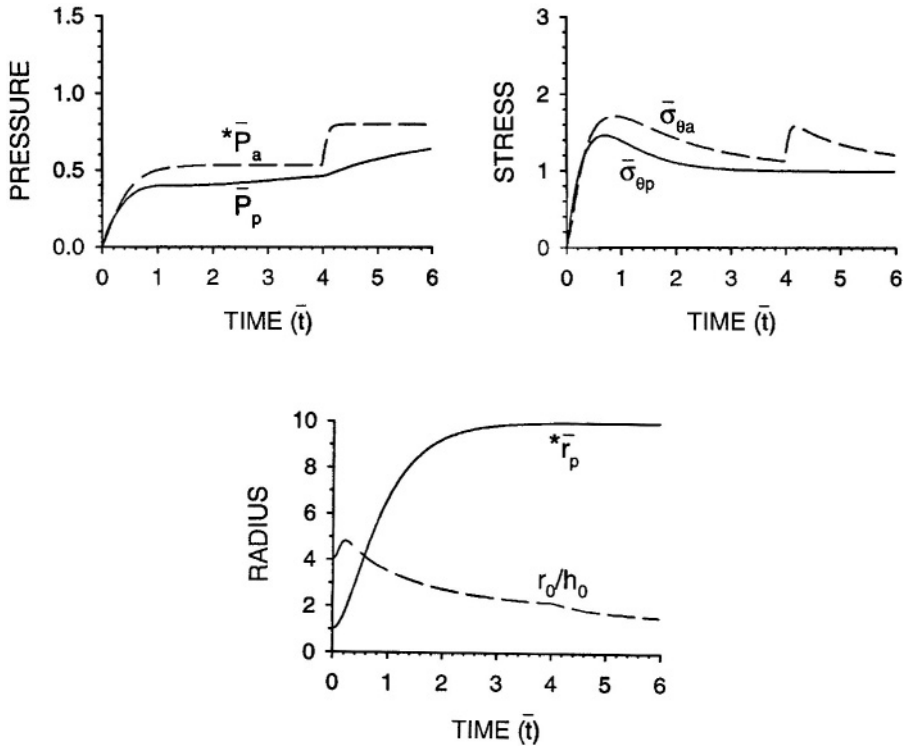 PRESSURE
1.5
1.0
0.5
0.0
*P̄a
P̄p
0 1 2 3 4 5 6
TIME (t̄)
STRESS
3
2
1
0
σ̄θa
σ̄θp
0 1 2 3 4 5 6
TIME (t̄)
RADIUS
10
8
6
4
2
0
*r̄p
r0/h0
0 1 2 3 4 5 6
TIME (t̄)